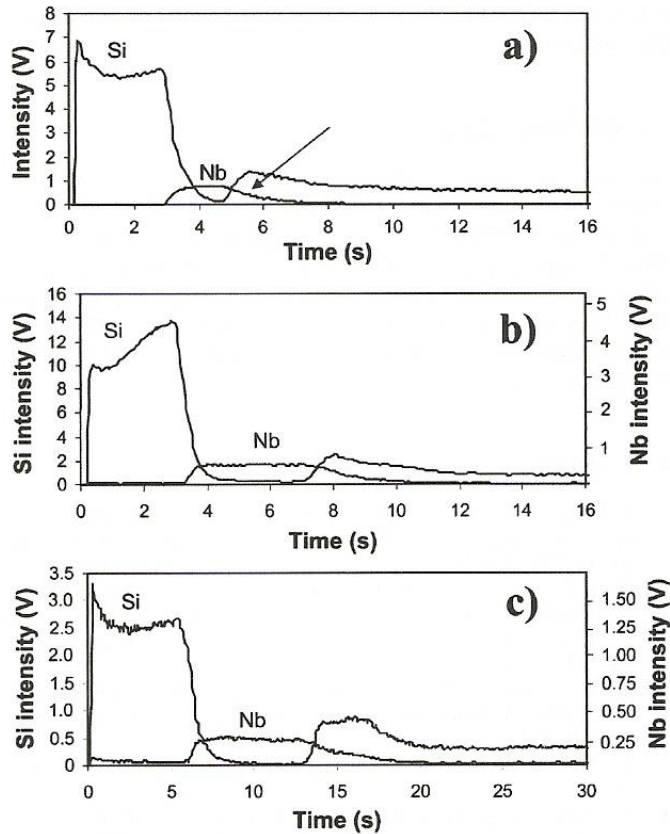 a)
Intensity (V)
8
7
6
5
4
3
2
1
0
Si
Nb
0 2 4 6 8 10 12 14 16
Time (s)
b)
Si intensity (V)
16
14
12
10
8
6
4
2
0
Si
Nb
5
4
3
2
1
0
Nb intensity (V)
0 2 4 6 8 10 12 14 16
Time (s)
c)
Si intensity (V)
3.5
3.0
2.5
2.0
1.5
1.0
0.5
0
Si
Nb
1.50
1.25
1.00
0.75
0.50
0.25
0
Nb intensity (V)
0 5 10 15 20 25 30
Time (s)